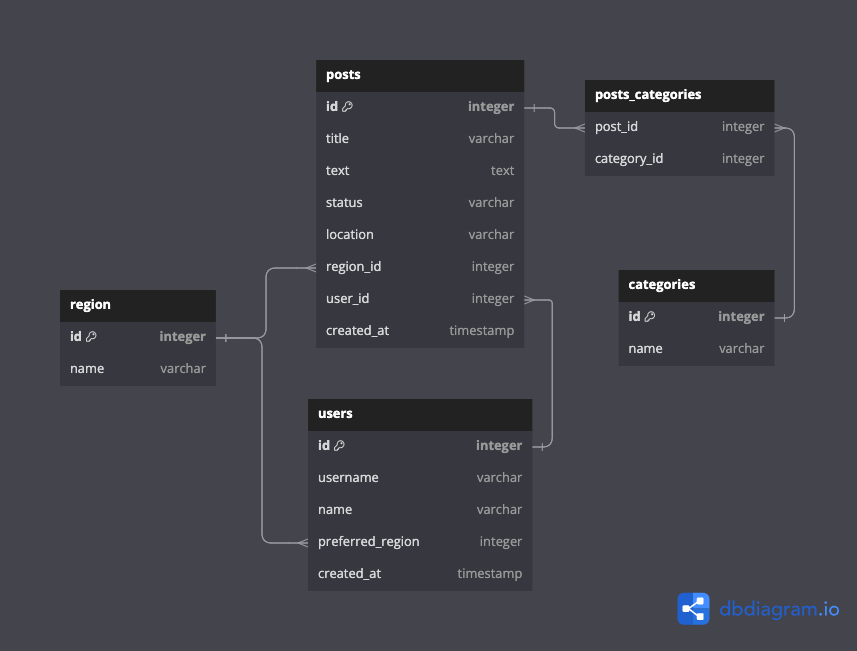 posts
id integer
title varchar
text text
status varchar
location varchar
region_id integer
user_id integer
created_at timestamp
posts_categories
post_id integer
category_id integer
region
id integer
name varchar
categories
id integer
name varchar
users
id integer
username varchar
name varchar
preferred_region integer
created_at timestamp
dbdiagram.io